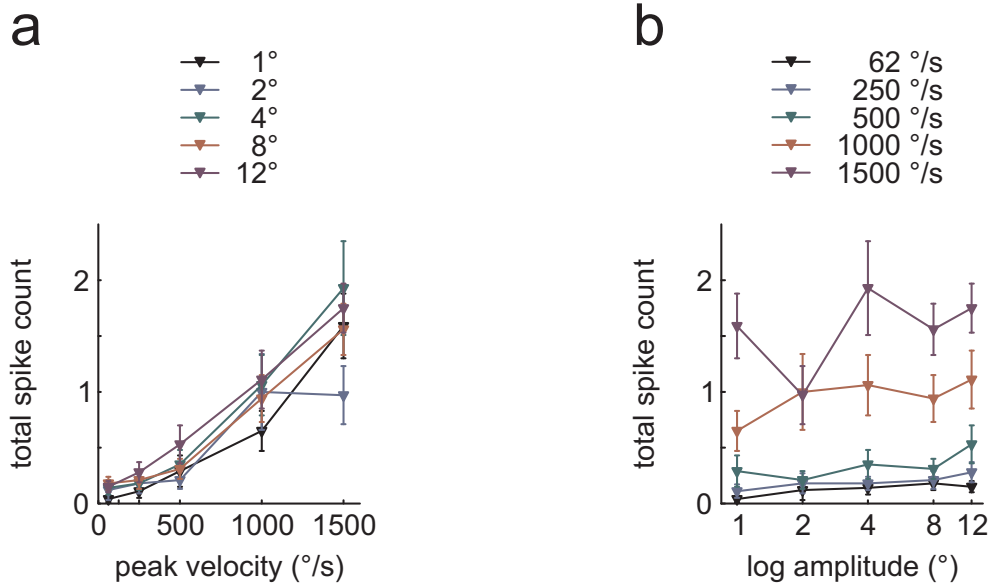 a
1°
2°
4°
8°
12°
total spike count
2
1
0
0 500 1000 1500
peak velocity (°/s)
b
62 °/s
250 °/s
500 °/s
1000 °/s
1500 °/s
total spike count
2
1
0
1 2 4 8 12
log amplitude (°)